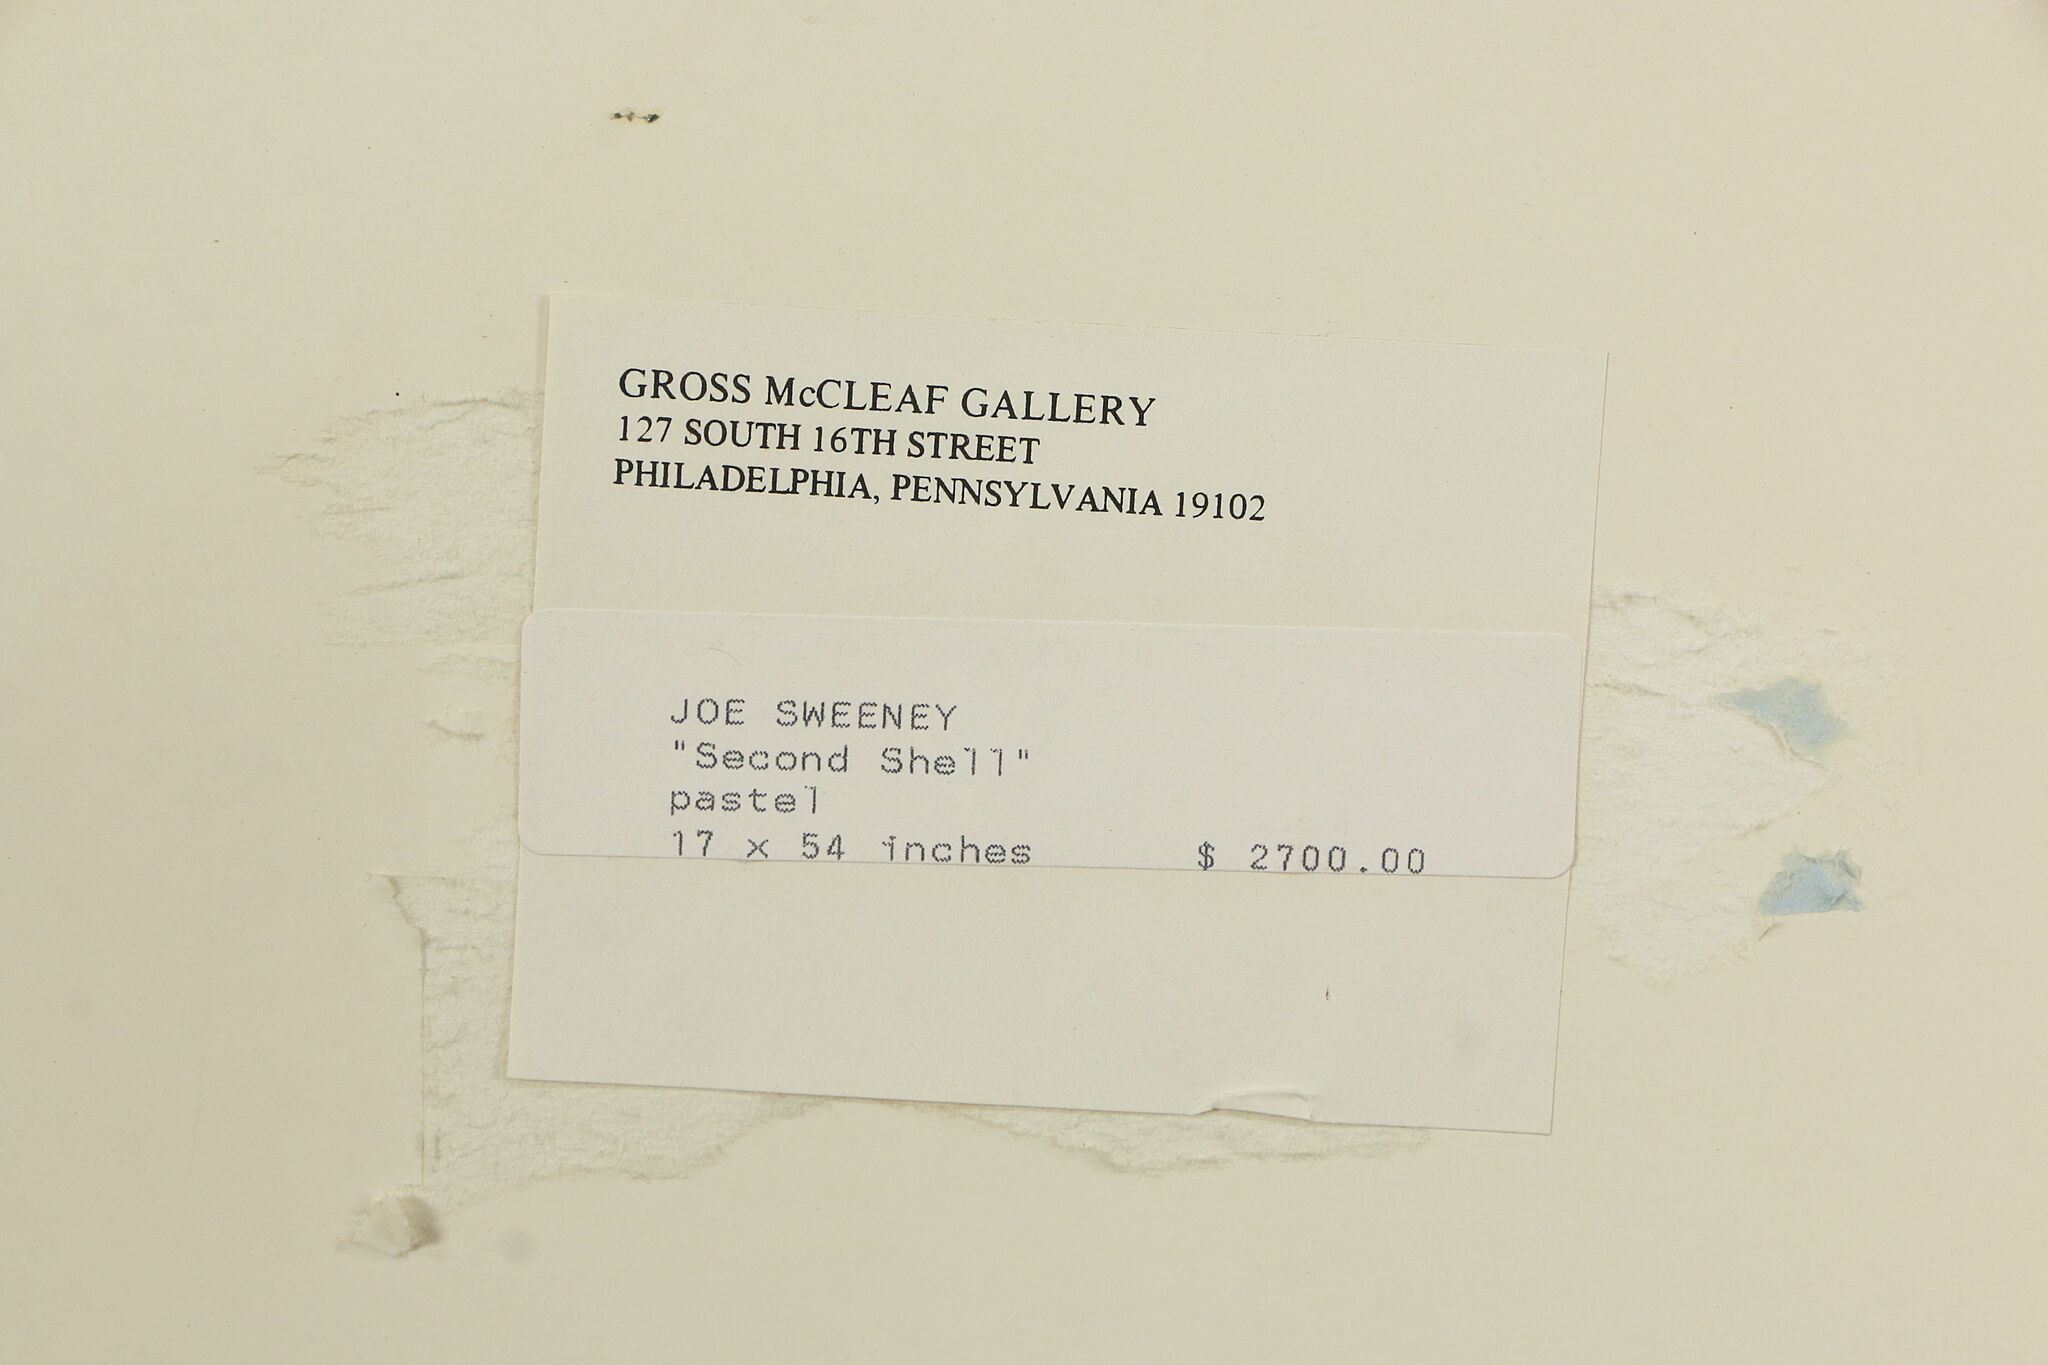 GROSS McCLEAF GALLERY
127 SOUTH 16TH STREET
PHILADELPHIA, PENNSYLVANIA 19102
JOE SWEENEY
"Second Shell"
pastel
17 x 54 inches $ 2700.00